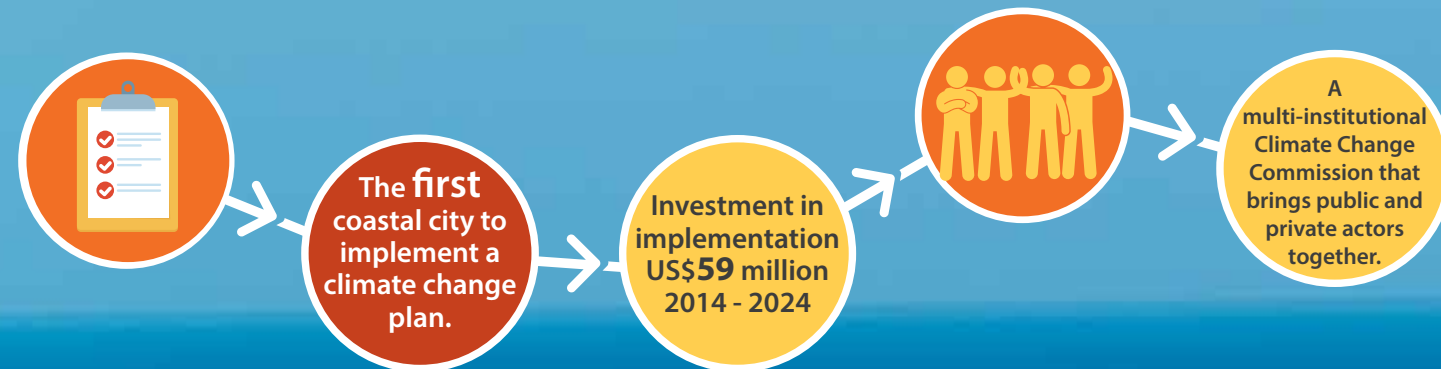 The first
coastal city to
implement a
climate change
plan.
Investment in
implementation
US$59 million
2014 - 2024
A
multi-institutional
Climate Change
Commission that
brings public and
private actors
together.